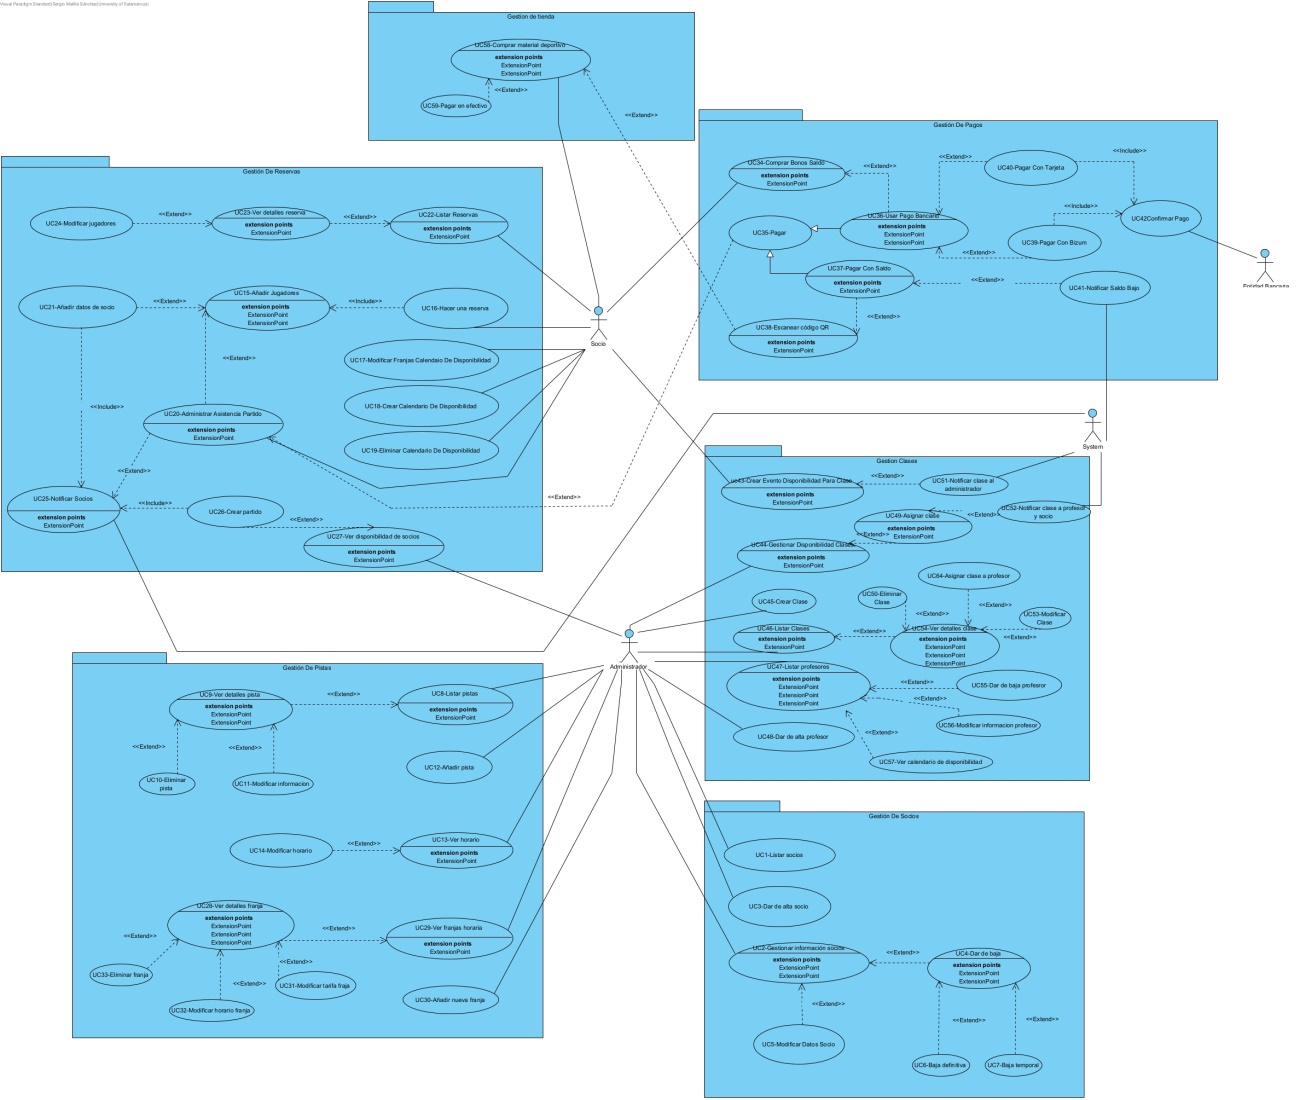 Visual Paradigm Standard(Sergio Matilla Sánchez(University of Salamanca))
Gestion de tienda
UC58-Comprar material deportivo
extension points
ExtensionPoint
ExtensionPoint
<<Extend>>
UC59-Pagar en efectivo
<<Extend>>
Gestión De Pagos
UC34-Comprar Bonos Saldo
extension points
ExtensionPoint
<<Extend>>
<<Extend>>
UC40-Pagar Con Tarjeta
<<Include>>
UC36-Usar Pago Bancario
extension points
ExtensionPoint
ExtensionPoint
UC35-Pagar
<<Include>>
UC42Confirmar Pago
UC39-Pagar Con Bizum
<<Extend>>
UC37-Pagar Con Saldo
extension points
ExtensionPoint
<<Extend>>
UC41-Notificar Saldo Bajo
<<Extend>>
UC38-Escanear código QR
extension points
ExtensionPoint
Entidad Bancaria
Gestión De Reservas
UC24-Modificar jugadores
<<Extend>>
UC23-Ver detalles reserva
extension points
ExtensionPoint
<<Extend>>
UC22-Listar Reservas
extension points
ExtensionPoint
UC21-Añadir datos de socio
<<Extend>>
UC15-Añadir Jugadores
extension points
ExtensionPoint
ExtensionPoint
<<Include>>
UC16-Hacer una reserva
<<Extend>>
UC17-Modificar Franjas Calendaio De Disponibilidad
UC18-Crear Calendario De Disponibilidad
UC19-Eliminar Calendario De Disponibilidad
<<Include>>
UC20-Administrar Asistencia Partido
extension points
ExtensionPoint
<<Extend>>
<<Extend>>
UC25-Notificar Socios
extension points
ExtensionPoint
<<Include>>
UC26-Crear partido
<<Extend>>
UC27-Ver disponibilidad de socios
extension points
ExtensionPoint
Socio
System
Gestion Clases
uc43-Crear Evento Disponibilidad Para Clase
extension points
ExtensionPoint
<<Extend>>
UC51-Notificar clase al
administrador
UC49-Asignar clase
extension points
ExtensionPoint
<<Extend>>
UC52-Notificar clase a profesor
y socio
<<Extend>>
UC44-Gestionar Disponibilidad Clases
extension points
ExtensionPoint
UC64-Asignar clase a profesor
UC45-Crear Clase
UC50-Eliminar
Clase
<<Extend>>
<<Extend>>
UC53-Modificar
Clase
<<Extend>>
UC46-Listar Clases
extension points
ExtensionPoint
<<Extend>>
UC54-Ver detalles clase
extension points
ExtensionPoint
ExtensionPoint
ExtensionPoint
UC47-Listar profesores
extension points
ExtensionPoint
ExtensionPoint
ExtensionPoint
<<Extend>>
UC55-Dar de baja profesror
<<Extend>>
UC56-Modificar informacion profesor
UC48-Dar de alta profesor
<<Extend>>
UC57-Ver calendario de disponibilidad
Administrador
Gestión De Pistas
UC9-Ver detalles pista
extension points
ExtensionPoint
ExtensionPoint
<<Extend>>
UC8-Listar pistas
extension points
ExtensionPoint
<<Extend>>
<<Extend>>
UC10-Eliminar
pista
UC11-Modificar informacion
UC12-Añadir pista
UC14-Modificar horario
<<Extend>>
UC13-Ver horario
extension points
ExtensionPoint
UC28-Ver detalles franja
extension points
ExtensionPoint
ExtensionPoint
ExtensionPoint
<<Extend>>
UC29-Ver franjas horaria
extension points
ExtensionPoint
<<Extend>>
UC33-Eliminar franja
<<Extend>>
<<Extend>>
UC31-Modificar tarifa fraja
UC32-Modificar horario franja
UC30-Añadir nueva franja
Gestión De Socios
UC1-Listar socios
UC3-Dar de alta socio
UC2-Gestionar información socios
extension points
ExtensionPoint
ExtensionPoint
<<Extend>>
UC4-Dar de baja
extension points
ExtensionPoint
ExtensionPoint
<<Extend>>
UC5-Modificar Datos Socio
<<Extend>>
<<Extend>>
UC6-Baja definitiva
UC7-Baja temporal